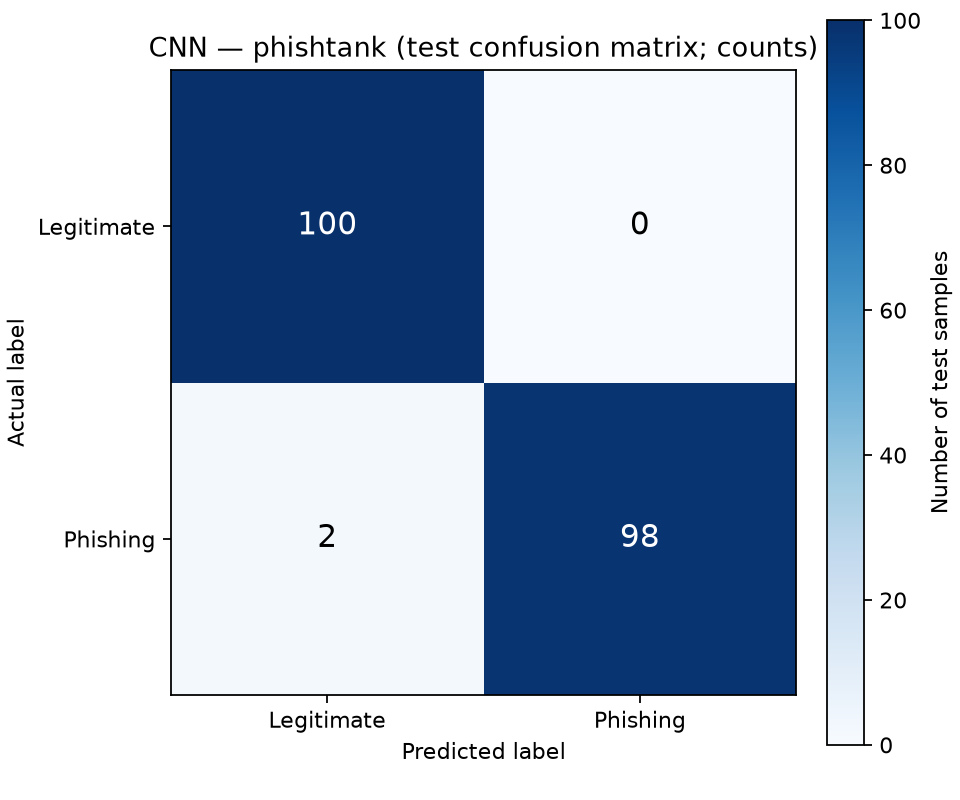 CNN — phishtank (test confusion matrix; counts)
Actual label
Legitimate
100
0
Phishing
2
98
Legitimate
Phishing
Predicted label
100
80
60
40
20
0
Number of test samples